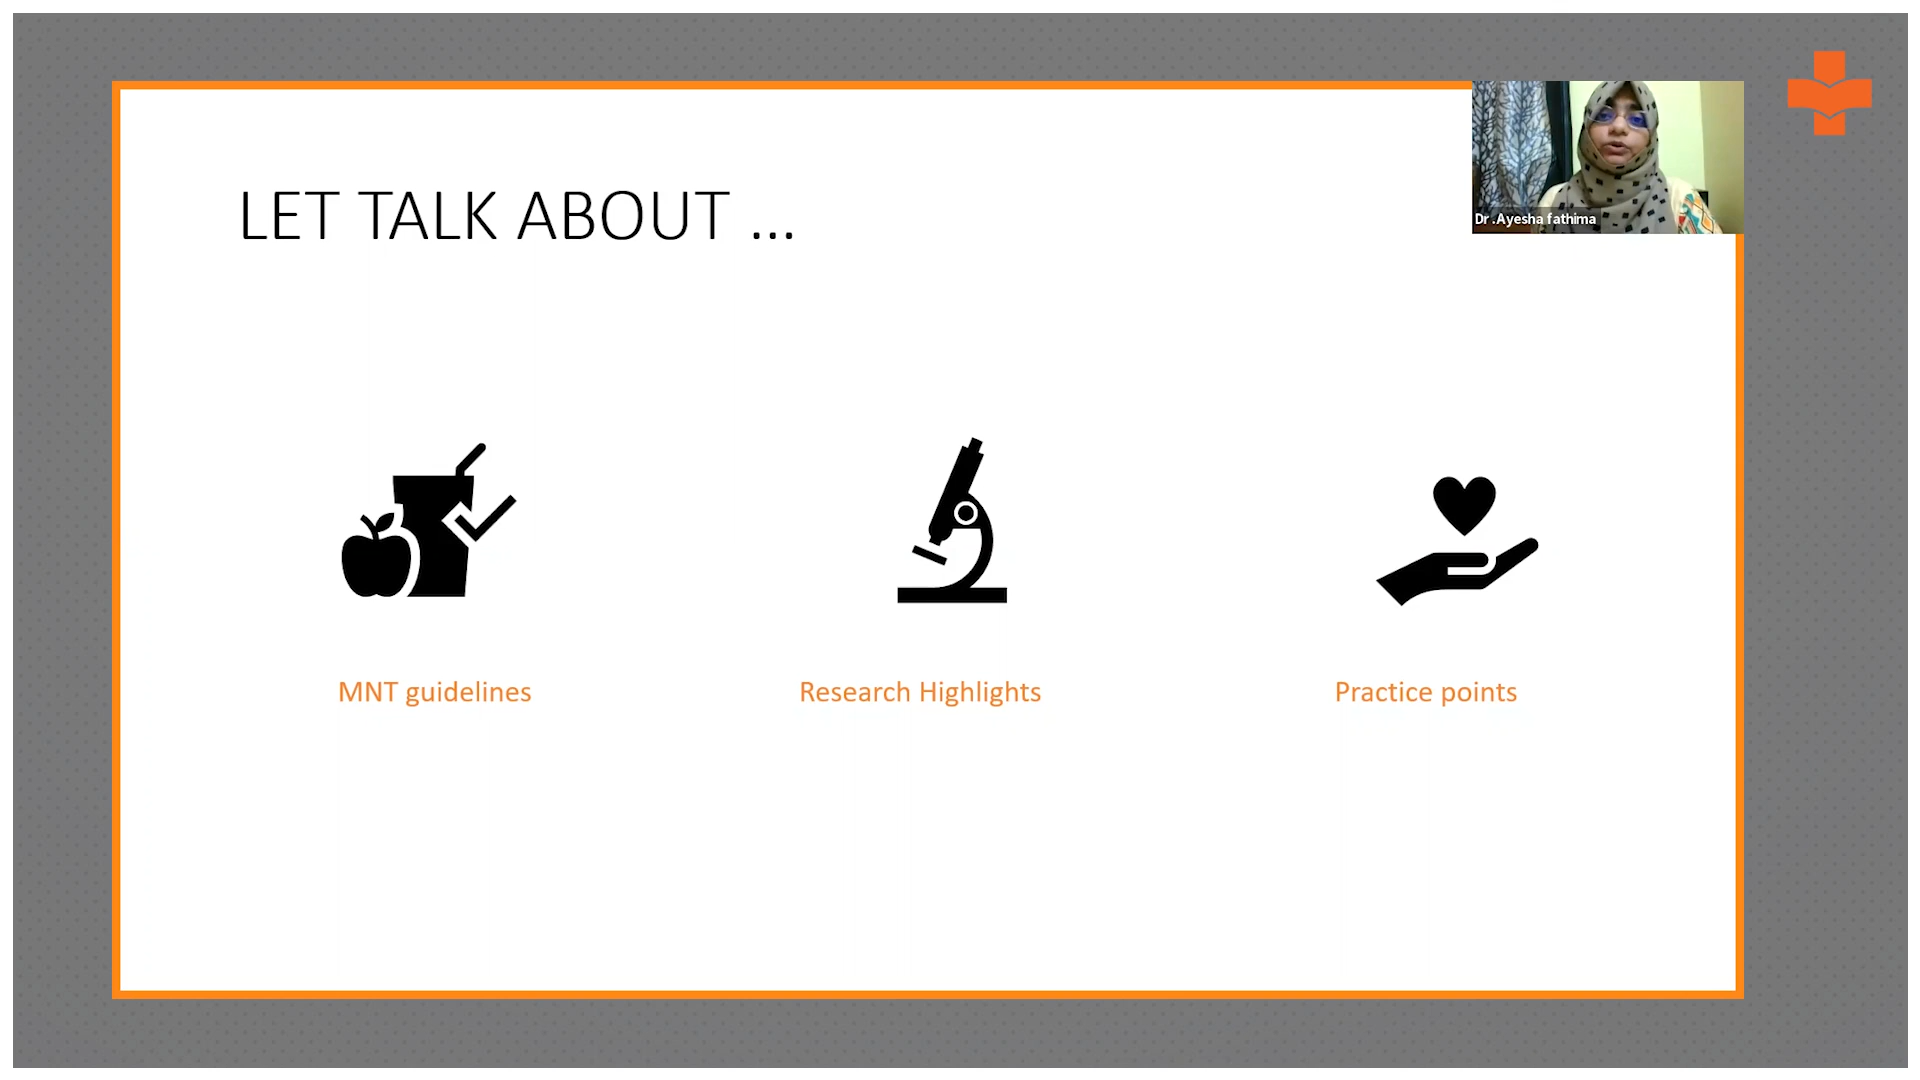 LET TALK ABOUT ...
Dr .Ayesha fathima
MNT guidelines
Research Highlights
Practice points